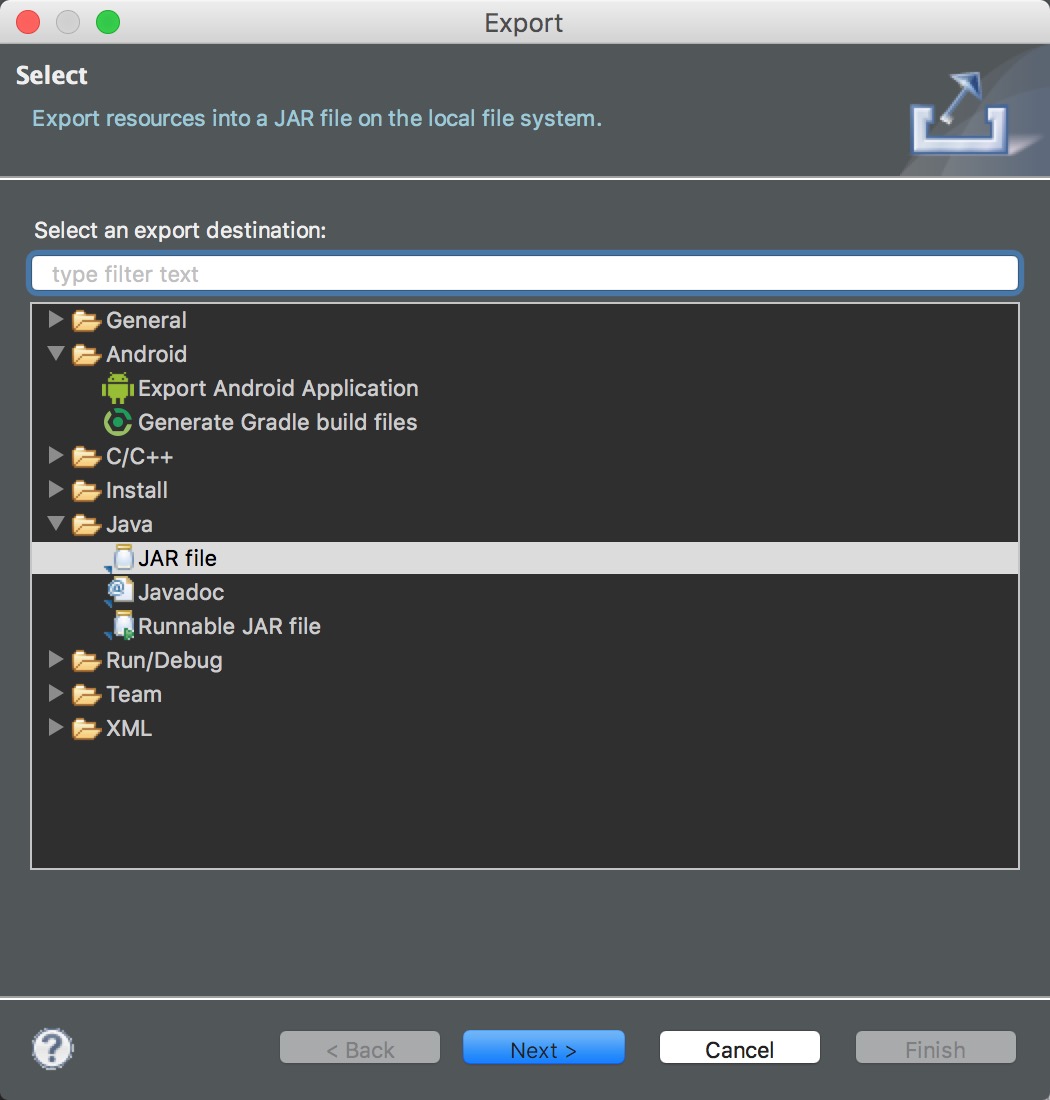 Export
Select
Export resources into a JAR file on the local file system.
Select an export destination:
type filter text
General
Android
Export Android Application
Generate Gradle build files
C/C++
Install
Java
JAR file
Javadoc
Runnable JAR file
Run/Debug
Team
XML
? < Back Next > Cancel Finish